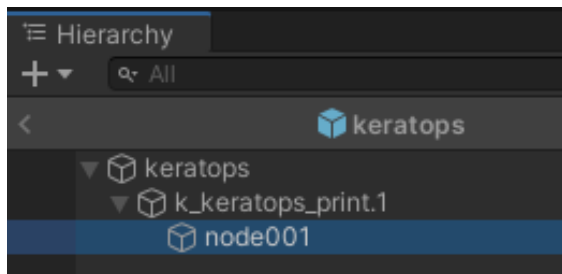 Hierarchy
All
keratops
keratops
k_keratops_print.1
node001